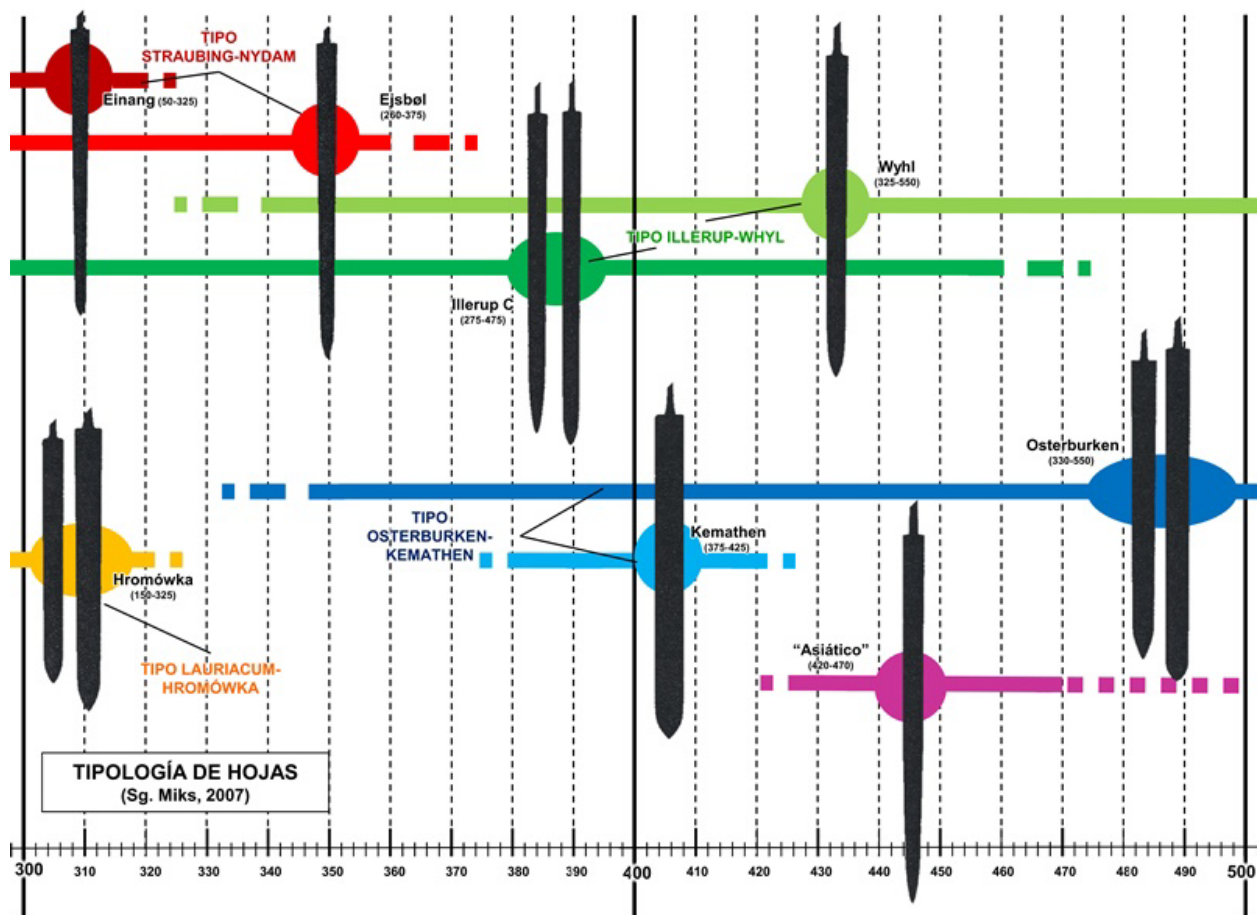 TIPO
STRAUBING-NYDAM
Einang (50-325)
Ejsbøl
(260-375)
Wyhl
(325-550)
TIPO ILLERUP-WHYL
Illerup C
(275-475)
Osterburken
(330-550)
TIPO
OSTERBURKEN-
KEMATHEN
Kemathen
(375-425)
Hromówka
(150-325)
"Asiático"
(420-470)
TIPO LAURIACUM-
HROMÓWKA
TIPOLOGÍA DE HOJAS
(Sg. Miks, 2007)
300 310 320 330 340 350 360 370 380 390 400 410 420 430 440 450 460 470 480 490 500